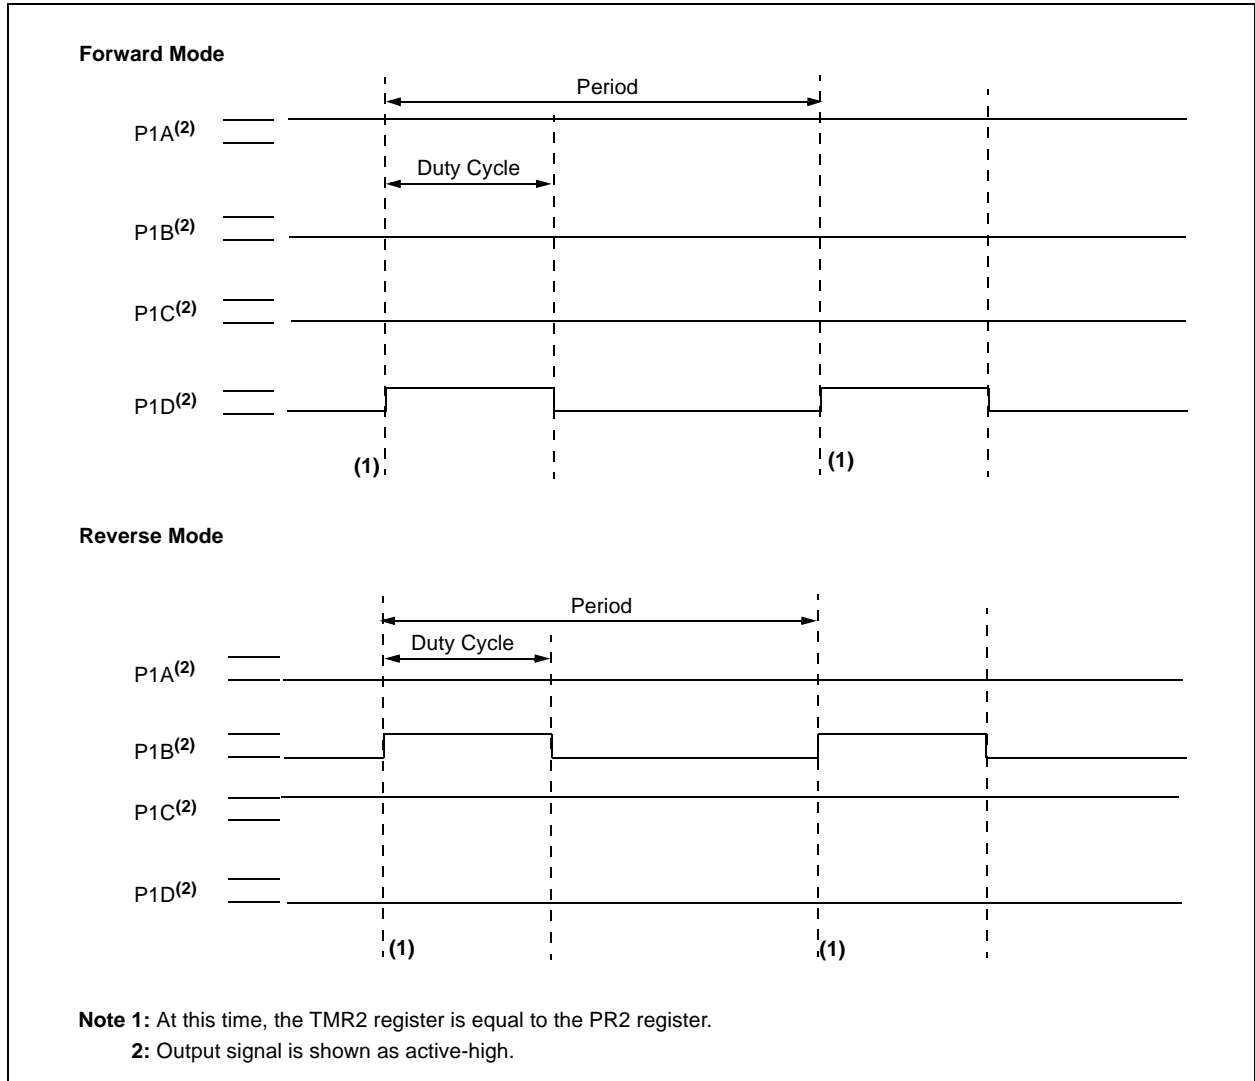 Forward Mode
Period
P1A(2)
Duty Cycle
P1B(2)
P1C(2)
P1D(2)
(1)
(1)
Reverse Mode
Period
Duty Cycle
P1A(2)
P1B(2)
P1C(2)
P1D(2)
(1)
(1)
Note 1: At this time, the TMR2 register is equal to the PR2 register.
2: Output signal is shown as active-high.